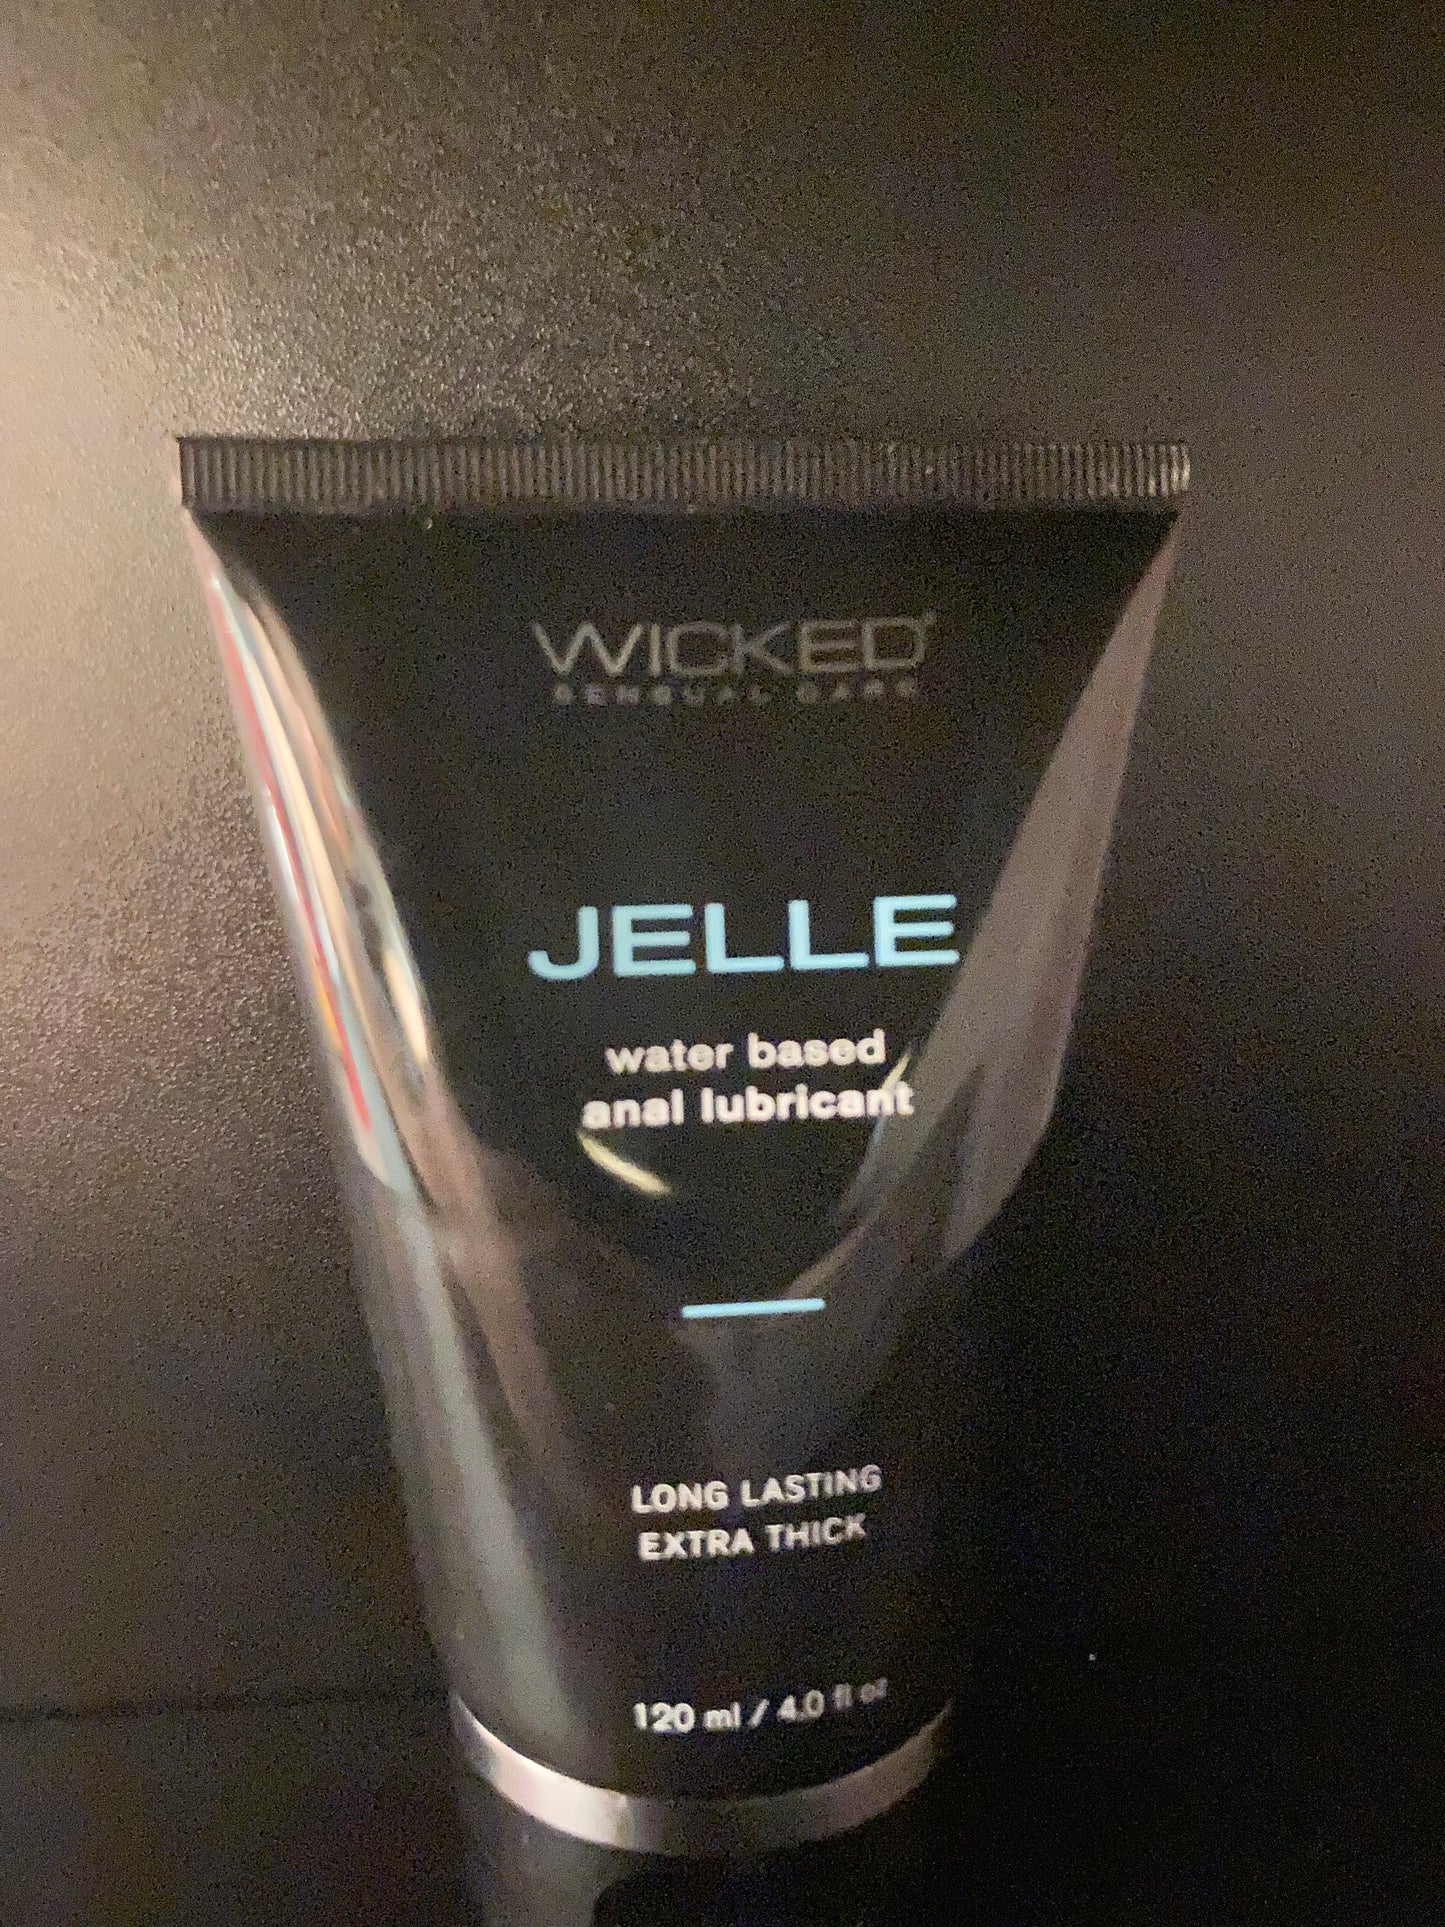 WICKED®
SENSUAL CARE
JELLE
water based
anal lubricant
LONG LASTING
EXTRA THICK
120 ml / 4.0 fl oz